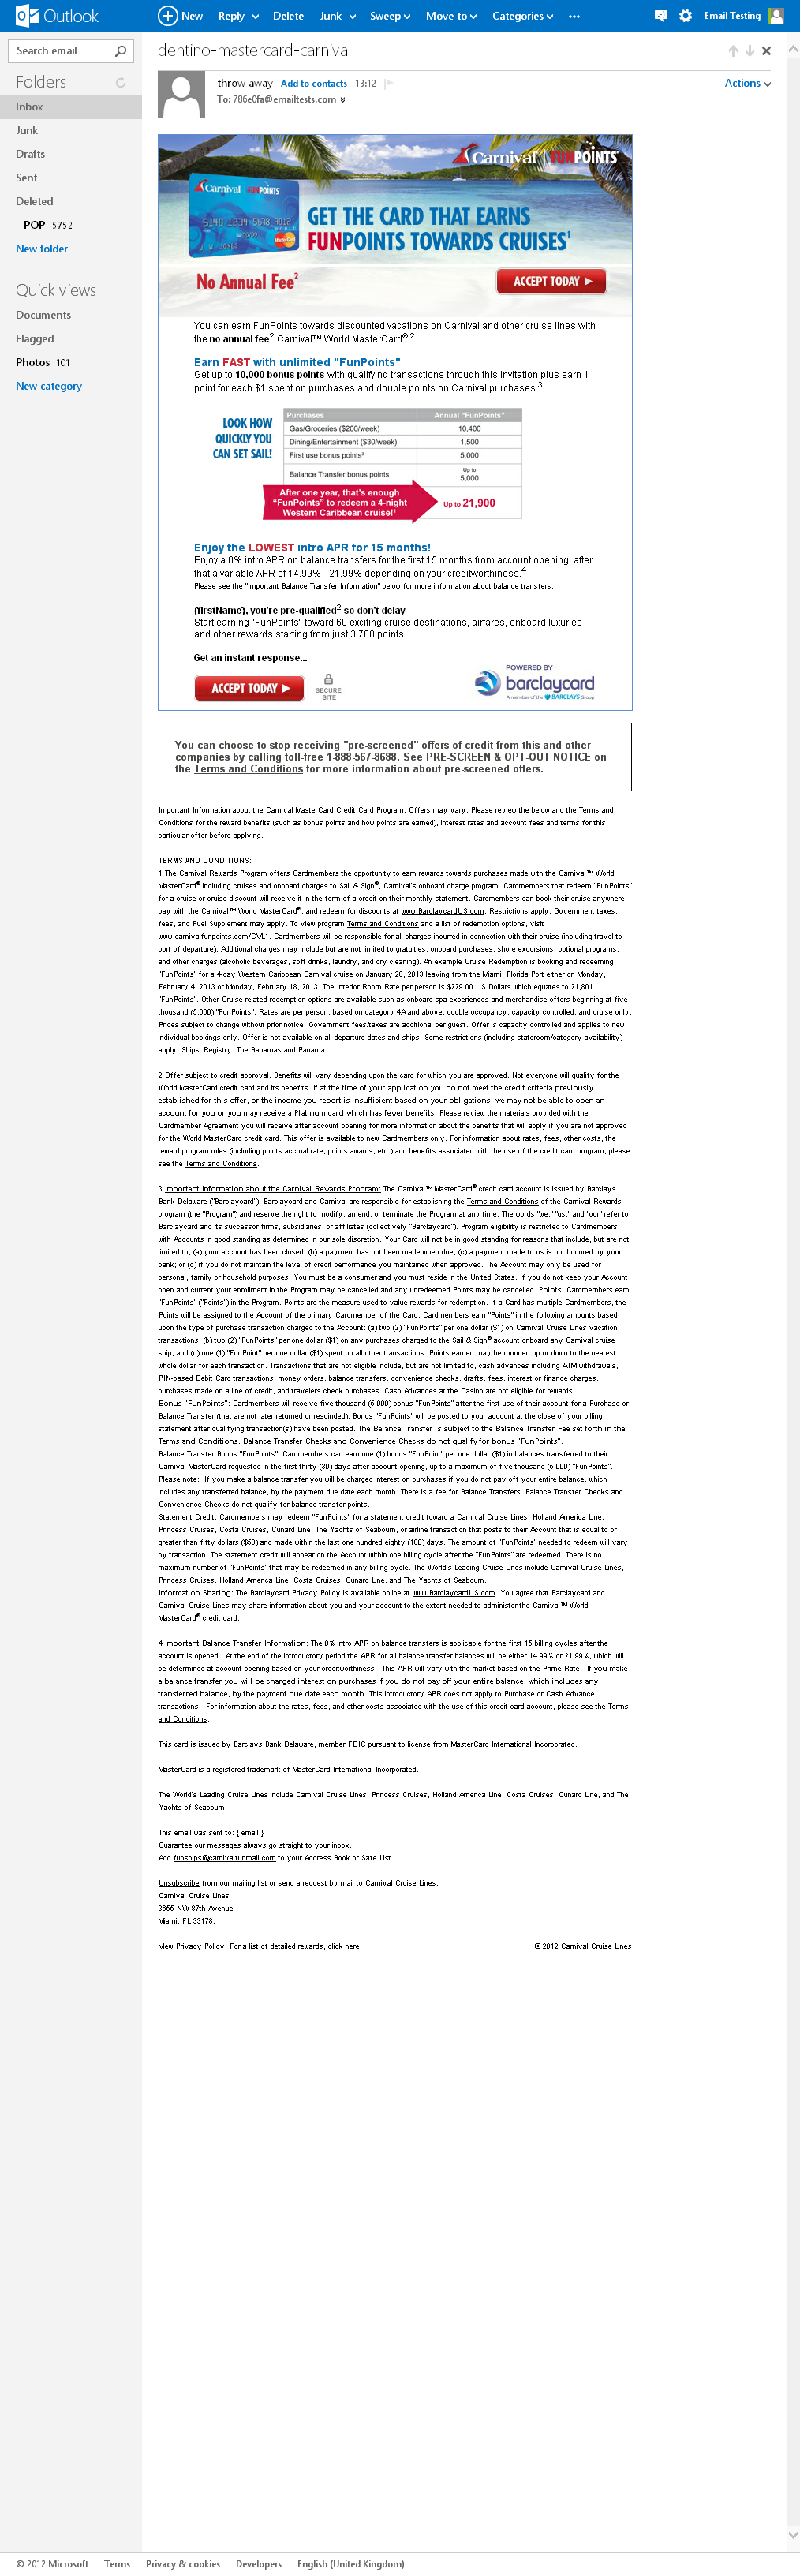 Outlook
New Reply Delete Junk Sweep Move to Categories ••• Email Testing
Search email
Folders
Inbox
Junk
Drafts
Sent
Deleted
POP 5752
New folder
Quick views
Documents
Flagged
Photos 101
New category
dentino-mastercard-carnival
throw away Add to contacts 13:12
Actions
To: 786e0fa@emailtests.com
Carnival FUNPOINTS
Carnival FUNPOINTS
5140 1234 5678 9012
MasterCard
GET THE CARD THAT EARNS
FUNPOINTS TOWARDS CRUISES1
No Annual Fee2
ACCEPT TODAY ►
You can earn FunPoints towards discounted vacations on Carnival and other cruise lines with
the no annual fee2 Carnival™ World MasterCard®.2
Earn FAST with unlimited "FunPoints"
Get up to 10,000 bonus points with qualifying transactions through this invitation plus earn 1
point for each $1 spent on purchases and double points on Carnival purchases.3
LOOK HOW
QUICKLY YOU
CAN SET SAIL!
Purchases Annual "FunPoints"
Gas/Groceries ($200/week) 10,400
Dining/Entertainment ($30/week) 1,500
First use bonus points3 5,000
Balance Transfer bonus points Up to 5,000
After one year, that's enough
"FunPoints" to redeem a 4-night
Western Caribbean cruise!1
Up to 21,900
Enjoy the LOWEST intro APR for 15 months!
Enjoy a 0% intro APR on balance transfers for the first 15 months from account opening, after
that a variable APR of 14.99% - 21.99% depending on your creditworthiness.4
Please see the "Important Balance Transfer Information" below for more information about balance transfers.
{firstName}, you're pre-qualified2 so don't delay
Start earning "FunPoints" toward 60 exciting cruise destinations, airfares, onboard luxuries
and other rewards starting from just 3,700 points.
Get an instant response...
ACCEPT TODAY ►
SECURE
SITE
POWERED BY
barclaycard
A member of the BARCLAYS Group
You can choose to stop receiving "pre-screened" offers of credit from this and other
companies by calling toll-free 1-888-567-8688. See PRE-SCREEN & OPT-OUT NOTICE on
the Terms and Conditions for more information about pre-screened offers.
Important Information about the Carnival MasterCard Credit Card Program: Offers may vary. Please review the below and the Terms and
Conditions for the reward benefits (such as bonus points and how points are earned), interest rates and account fees and terms for this
particular offer before applying.
TERMS AND CONDITIONS:
1 The Carnival Rewards Program offers Cardmembers the opportunity to earn rewards towards purchases made with the Carnival™ World
MasterCard® including cruises and onboard charges to Sail & Sign®, Carnival's onboard charge program. Cardmembers that redeem "FunPoints"
for a cruise or cruise discount will receive it in the form of a credit on their monthly statement. Cardmembers can book their cruise anywhere,
pay with the Carnival™ World MasterCard®, and redeem for discounts at www.BarclaycardUS.com. Restrictions apply. Government taxes,
fees, and Fuel Supplement may apply. To view program Terms and Conditions and a list of redemption options, visit
www.carnivalfunpoints.com/CVL1. Cardmembers will be responsible for all charges incurred in connection with their cruise (including travel to
port of departure). Additional charges may include but are not limited to gratuities, onboard purchases, shore excursions, optional programs,
and other charges (alcoholic beverages, soft drinks, laundry, and dry cleaning). An example Cruise Redemption is booking and redeeming
"FunPoints" for a 4-day Western Caribbean Carnival cruise on January 28, 2013 leaving from the Miami, Florida Port either on Monday,
February 4, 2013 or Monday, February 18, 2013. The Interior Room Rate per person is $229.00 US Dollars which equates to 21,801
"FunPoints". Other Cruise-related redemption options are available such as onboard spa experiences and merchandise offers beginning at five
thousand (5,000) "FunPoints". Rates are per person, based on category 4A and above, double occupancy, capacity controlled, and cruise only.
Prices subject to change without prior notice. Government fees/taxes are additional per guest. Offer is capacity controlled and applies to new
individual bookings only. Offer is not available on all departure dates and ships. Some restrictions (including stateroom/category availability)
apply. Ships' Registry: The Bahamas and Panama
2 Offer subject to credit approval. Benefits will vary depending upon the card for which you are approved. Not everyone will qualify for the
World MasterCard credit card and its benefits. If at the time of your application you do not meet the credit criteria previously
established for this offer, or the income you report is insufficient based on your obligations, we may not be able to open an
account for you or you may receive a Platinum card which has fewer benefits. Please review the materials provided with the
Cardmember Agreement you will receive after account opening for more information about the benefits that will apply if you are not approved
for the World MasterCard credit card. This offer is available to new Cardmembers only. For information about rates, fees, other costs, the
reward program rules (including points accrual rate, points awards, etc.) and benefits associated with the use of the credit card program, please
see the Terms and Conditions.
3 Important Information about the Carnival Rewards Program: The Carnival™ MasterCard® credit card account is issued by Barclays
Bank Delaware ("Barclaycard"). Barclaycard and Carnival are responsible for establishing the Terms and Conditions of the Carnival Rewards
program (the "Program") and reserve the right to modify, amend, or terminate the Program at any time. The words "we," "us," and "our" refer to
Barclaycard and its successor firms, subsidiaries, or affiliates (collectively "Barclaycard"). Program eligibility is restricted to Cardmembers
with Accounts in good standing as determined in our sole discretion. Your Card will not be in good standing for reasons that include, but are not
limited to, (a) your account has been closed; (b) a payment has not been made when due; (c) a payment made to us is not honored by your
bank; or (d) if you do not maintain the level of credit performance you maintained when approved. The Account may only be used for
personal, family or household purposes. You must be a consumer and you must reside in the United States. If you do not keep your Account
open and current your enrollment in the Program may be cancelled and any unredeemed Points may be cancelled. Points: Cardmembers earn
"FunPoints" ("Points") in the Program. Points are the measure used to value rewards for redemption. If a Card has multiple Cardmembers, the
Points will be assigned to the Account of the primary Cardmember of the Card. Cardmembers earn "Points" in the following amounts based
upon the type of purchase transaction charged to the Account: (a) two (2) "FunPoints" per one dollar ($1) on Carnival Cruise Lines vacation
transactions; (b) two (2) "FunPoints" per one dollar ($1) on any purchases charged to the Sail & Sign® account onboard any Carnival cruise
ship; and (c) one (1) "FunPoint" per one dollar ($1) spent on all other transactions. Points earned may be rounded up or down to the nearest
whole dollar for each transaction. Transactions that are not eligible include, but are not limited to, cash advances including ATM withdrawals,
PIN-based Debit Card transactions, money orders, balance transfers, convenience checks, drafts, fees, interest or finance charges,
purchases made on a line of credit, and travelers check purchases. Cash Advances at the Casino are not eligible for rewards.
Bonus "FunPoints": Cardmembers will receive five thousand (5,000) bonus "FunPoints" after the first use of their account for a Purchase or
Balance Transfer (that are not later returned or rescinded). Bonus "FunPoints" will be posted to your account at the close of your billing
statement after qualifying transaction(s) have been posted. The Balance Transfer is subject to the Balance Transfer Fee set forth in the
Terms and Conditions. Balance Transfer Checks and Convenience Checks do not qualify for bonus "FunPoints".
Balance Transfer Bonus "FunPoints": Cardmembers can earn one (1) bonus "FunPoint" per one dollar ($1) in balances transferred to their
Carnival MasterCard requested in the first thirty (30) days after account opening, up to a maximum of five thousand (5,000) "FunPoints".
Please note: If you make a balance transfer you will be charged interest on purchases if you do not pay off your entire balance, which
includes any transferred balance, by the payment due date each month. There is a fee for Balance Transfers. Balance Transfer Checks and
Convenience Checks do not qualify for balance transfer points.
Statement Credit: Cardmembers may redeem "FunPoints" for a statement credit toward a Carnival Cruise Lines, Holland America Line,
Princess Cruises, Costa Cruises, Cunard Line, The Yachts of Seabourn, or airline transaction that posts to their Account that is equal to or
greater than fifty dollars ($50) and made within the last one hundred eighty (180) days. The amount of "FunPoints" needed to redeem will vary
by transaction. The statement credit will appear on the Account within one billing cycle after the "FunPoints" are redeemed. There is no
maximum number of "FunPoints" that may be redeemed in any billing cycle. The World's Leading Cruise Lines include Carnival Cruise Lines,
Princess Cruises, Holland America Line, Costa Cruises, Cunard Line, and The Yachts of Seabourn.
Information Sharing: The Barclaycard Privacy Policy is available online at www.BarclaycardUS.com. You agree that Barclaycard and
Carnival Cruise Lines may share information about you and your account to the extent needed to administer the Carnival™ World
MasterCard® credit card.
4 Important Balance Transfer Information: The 0% intro APR on balance transfers is applicable for the first 15 billing cycles after the
account is opened. At the end of the introductory period the APR for all balance transfer balances will be either 14.99% or 21.99%, which will
be determined at account opening based on your creditworthiness. This APR will vary with the market based on the Prime Rate. If you make
a balance transfer you will be charged interest on purchases if you do not pay off your entire balance, which includes any
transferred balance, by the payment due date each month. This introductory APR does not apply to Purchase or Cash Advance
transactions. For information about the rates, fees, and other costs associated with the use of this credit card account, please see the Terms
and Conditions.
This card is issued by Barclays Bank Delaware, member FDIC pursuant to license from MasterCard International Incorporated.
MasterCard is a registered trademark of MasterCard International Incorporated.
The World's Leading Cruise Lines include Carnival Cruise Lines, Princess Cruises, Holland America Line, Costa Cruises, Cunard Line, and The
Yachts of Seabourn.
This email was sent to: { email }
Guarantee our messages always go straight to your inbox.
Add funships@carnivalfunmail.com to your Address Book or Safe List.
Unsubscribe from our mailing list or send a request by mail to Carnival Cruise Lines:
Carnival Cruise Lines
3655 NW 87th Avenue
Miami, FL 33178.
View Privacy Policy. For a list of detailed rewards, click here. © 2012 Carnival Cruise Lines
© 2012 Microsoft Terms Privacy & cookies Developers English (United Kingdom)